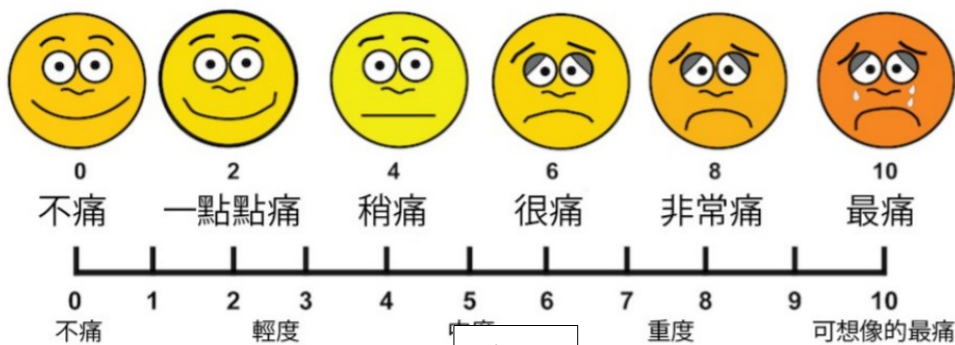 0 2 4 6 8 10
不痛 一點點痛 稍痛 很痛 非常痛 最痛
0 1 2 3 4 5 6 7 8 9 10
不痛 輕度 重度 可想像的最痛